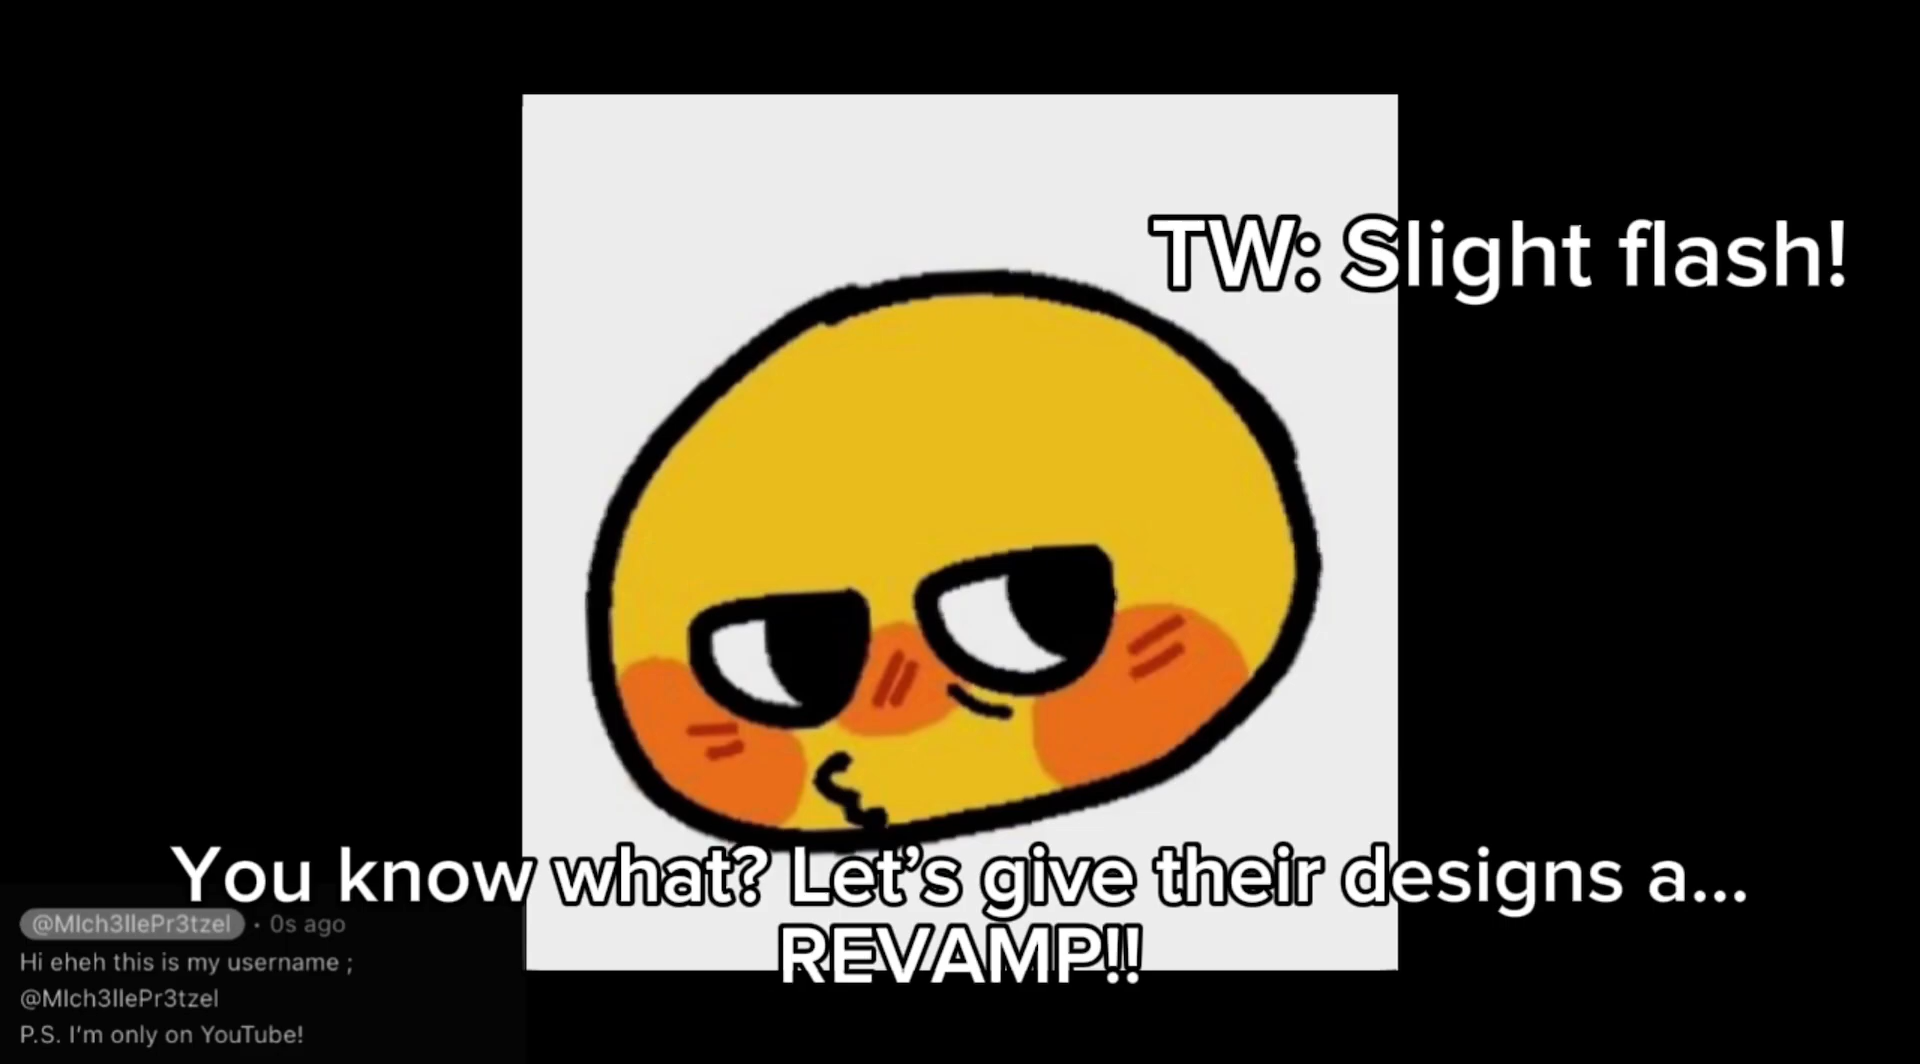 TW: Slight flash!
You know what? Let’s give their designs a...
REVAMP!!
@MIch3llePr3tzel · 0s ago
Hi eheh this is my username ;
@MIch3llePr3tzel
P.S. I’m only on YouTube!